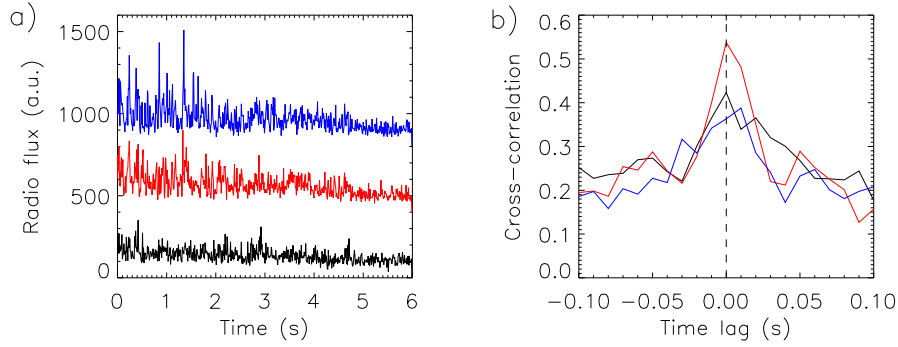 a)
Radio flux (a.u.)
1500
1000
500
0
0 1 2 3 4 5 6
Time (s)
b)
Cross-correlation
0.6
0.5
0.4
0.3
0.2
0.1
0.0
−0.10 −0.05 0.00 0.05 0.10
Time lag (s)